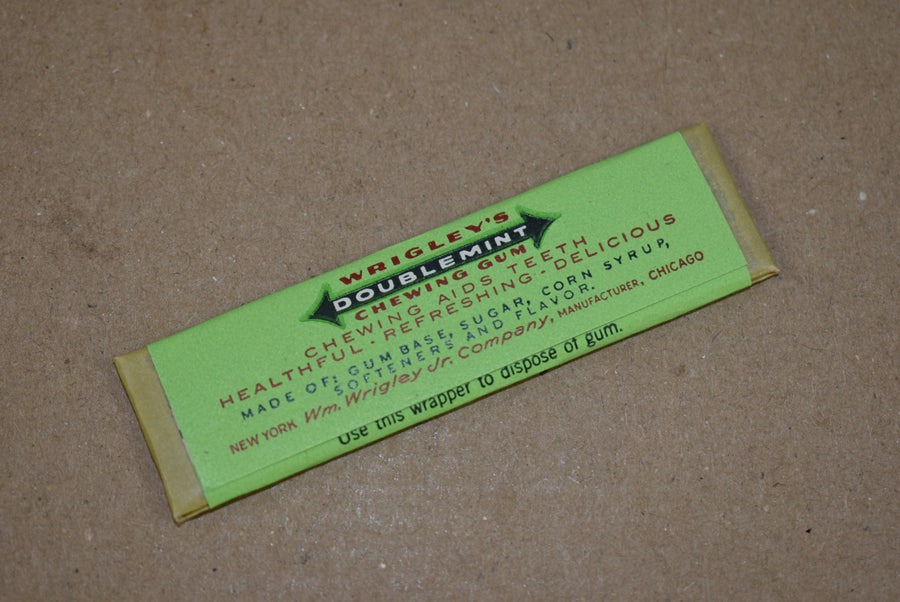 WRIGLEY'S
DOUBLEMINT
CHEWING GUM
CHEWING AIDS TEETH
HEALTHFUL - REFRESHING - DELICIOUS
MADE OF: GUM BASE, SUGAR, CORN SYRUP,
SOFTENERS AND FLAVOR.
NEW YORK Wm. Wrigley Jr. Company, MANUFACTURER, CHICAGO
Use this wrapper to dispose of gum.